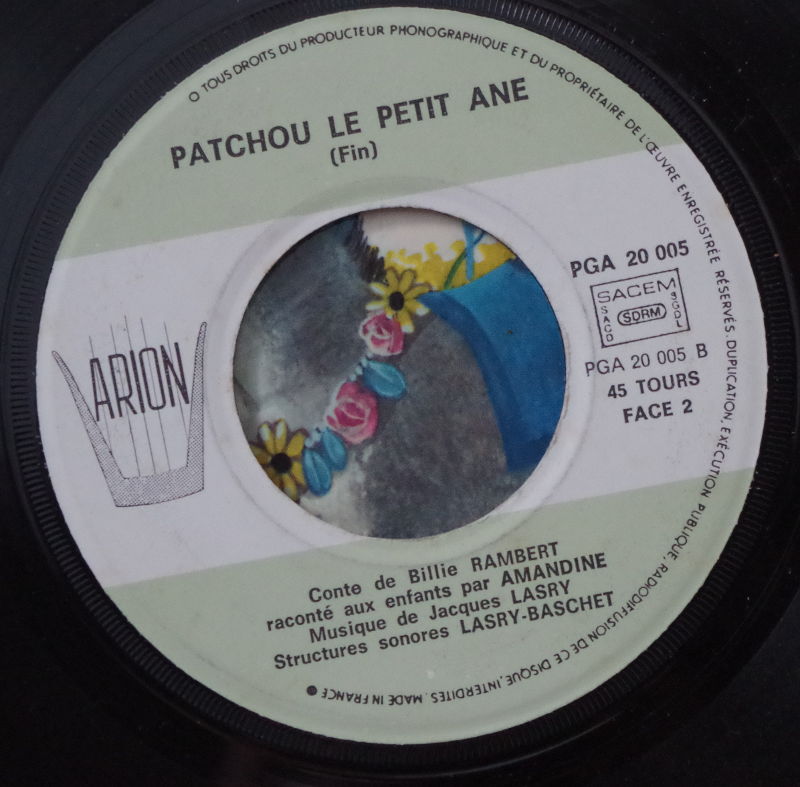 O TOUS DROITS DU PRODUCTEUR PHONOGRAPHIQUE ET DU PROPRIÉTAIRE DE L'ŒUVRE ENREGISTRÉE RÉSERVÉS. DUPLICATION, EXÉCUTION PUBLIQUE, RADIODIFFUSION DE CE DISQUE, INTERDITES. MADE IN FRANCE
PATCHOU LE PETIT ANE
(Fin)
ARION
PGA 20 005
SACEM
SACD
SDRM
SGDL
PGA 20 005 B
45 TOURS
FACE 2
Conte de Billie RAMBERT
raconté aux enfants par AMANDINE
Musique de Jacques LASRY
Structures sonores LASRY-BASCHET